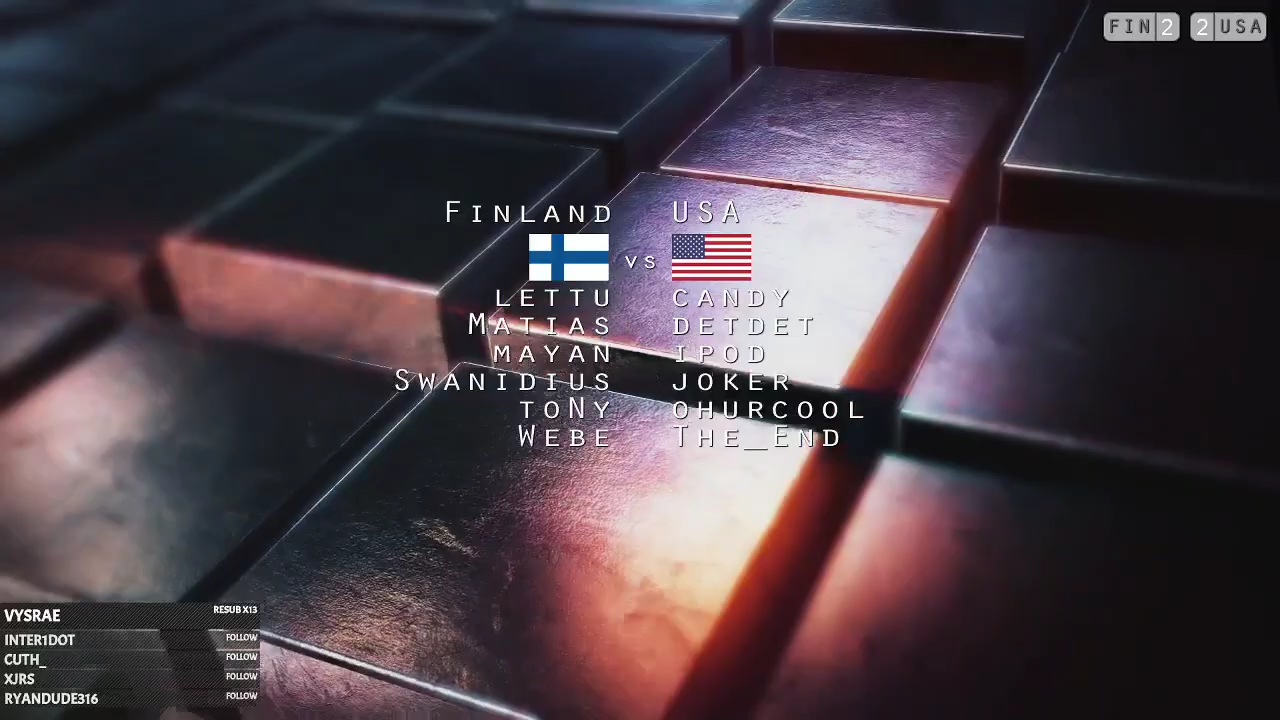 FIN 2 2 USA
Finland USA
vs
lettu candy
Matias detdet
mayan ipod
Swanidius joker
toNy ohurcool
Webe The_End
VYSRAE RESUB X13
INTER1DOT FOLLOW
CUTH_ FOLLOW
XJRS FOLLOW
RYANDUDE316 FOLLOW